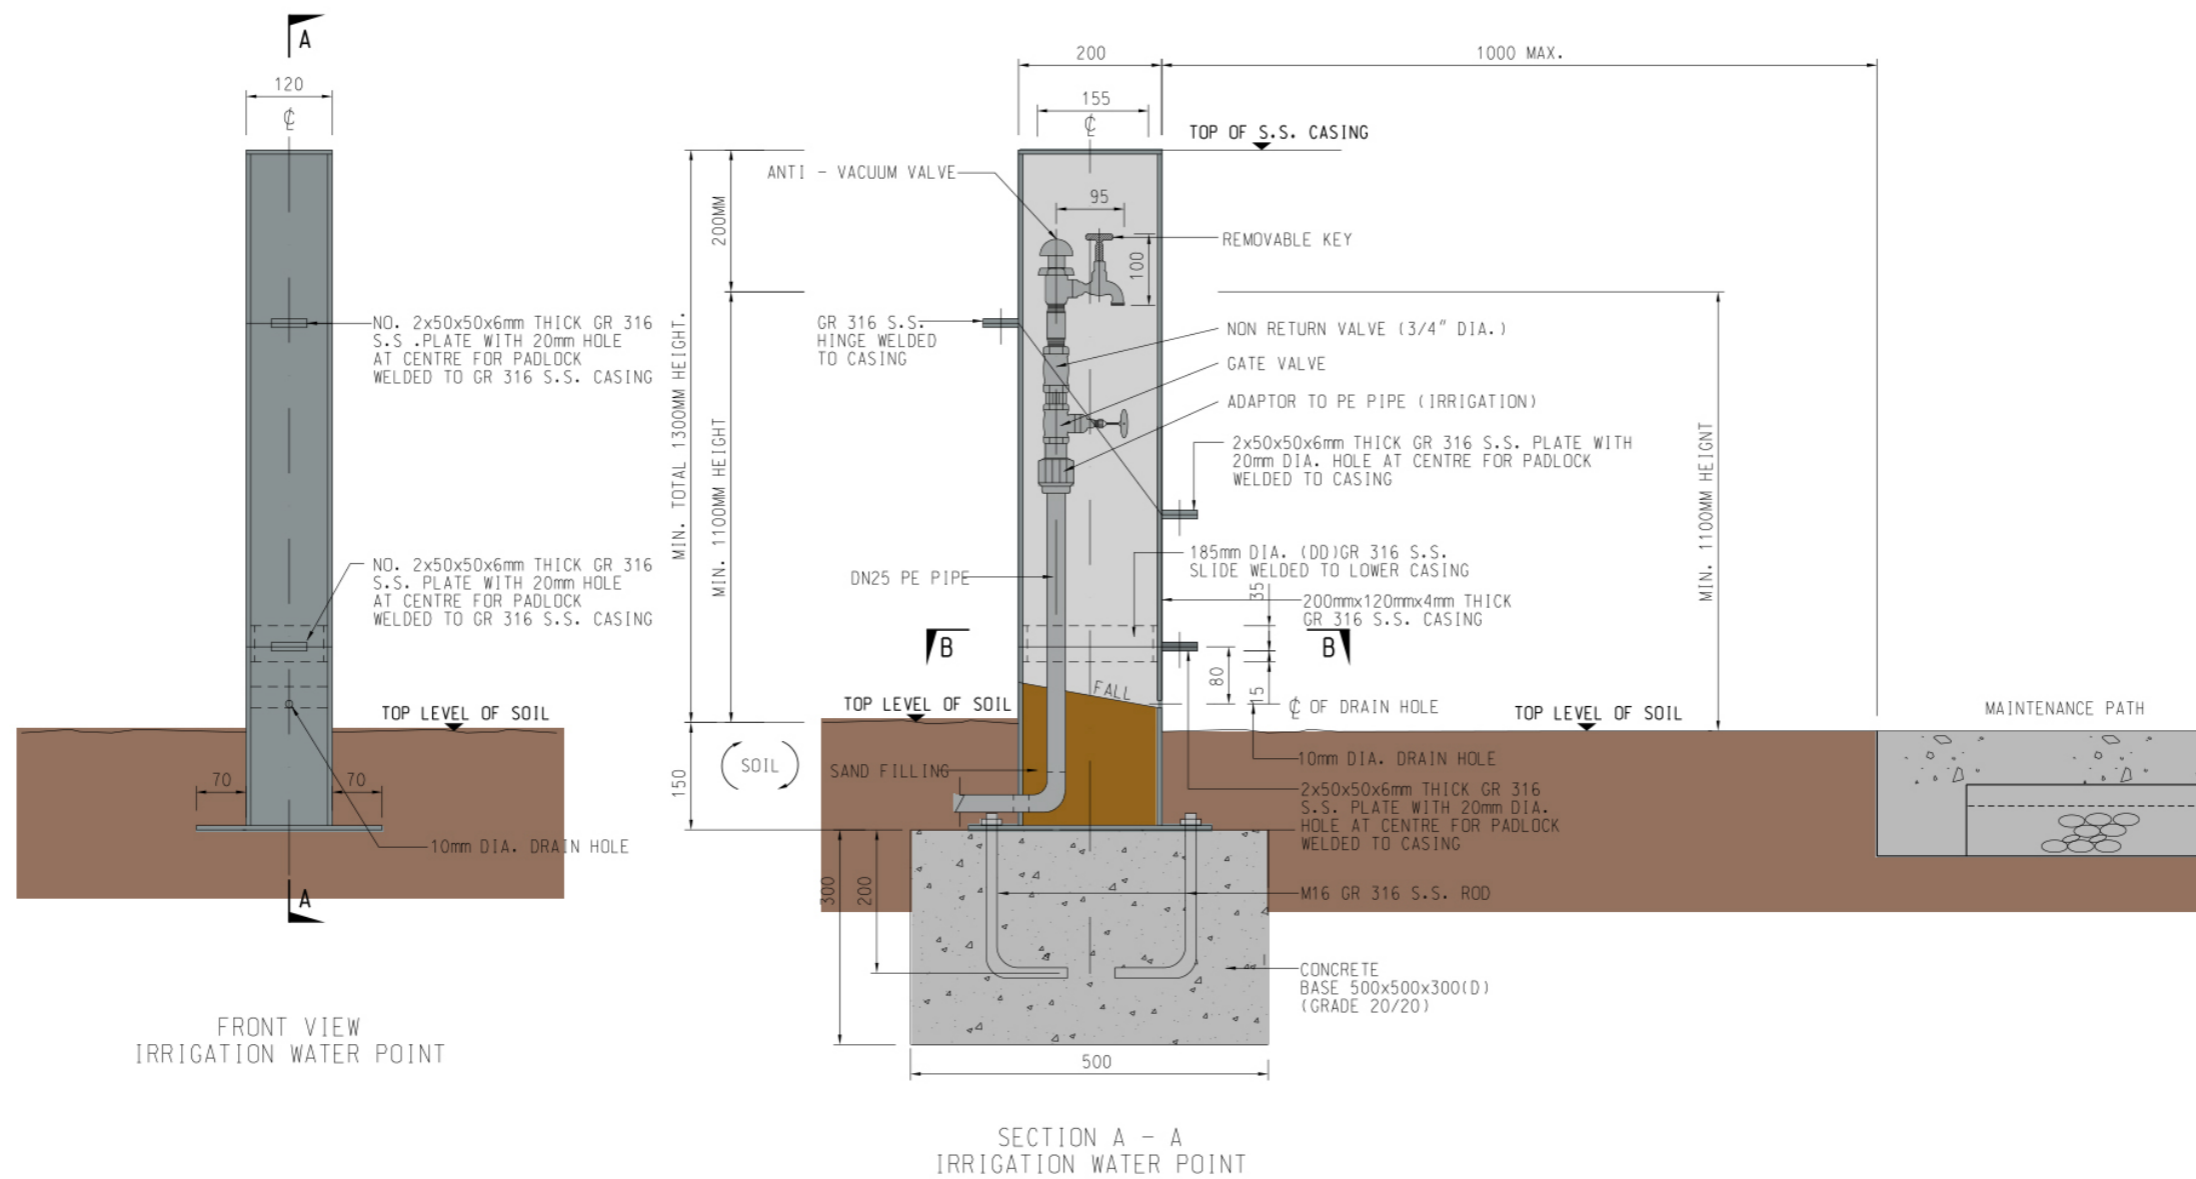 A
120
℄
NO. 2x50x50x6mm THICK GR 316
S.S .PLATE WITH 20mm HOLE
AT CENTRE FOR PADLOCK
WELDED TO GR 316 S.S. CASING
NO. 2x50x50x6mm THICK GR 316
S.S. PLATE WITH 20mm HOLE
AT CENTRE FOR PADLOCK
WELDED TO GR 316 S.S. CASING
TOP LEVEL OF SOIL
70
70
10mm DIA. DRAIN HOLE
A
FRONT VIEW
IRRIGATION WATER POINT
200
1000 MAX.
155
℄
TOP OF S.S. CASING
ANTI - VACUUM VALVE
95
REMOVABLE KEY
100
200MM
MIN. TOTAL 1300MM HEIGHT.
MIN. 1100MM HEIGHT
GR 316 S.S.
HINGE WELDED
TO CASING
NON RETURN VALVE (3/4" DIA.)
GATE VALVE
ADAPTOR TO PE PIPE (IRRIGATION)
2x50x50x6mm THICK GR 316 S.S. PLATE WITH
20mm DIA. HOLE AT CENTRE FOR PADLOCK
WELDED TO CASING
MIN. 1100MM HEIGNT
185mm DIA. (DD)GR 316 S.S.
SLIDE WELDED TO LOWER CASING
DN25 PE PIPE
35
200mmx120mmx4mm THICK
GR 316 S.S. CASING
B
B
80
15
FALL
TOP LEVEL OF SOIL
℄ OF DRAIN HOLE
TOP LEVEL OF SOIL
MAINTENANCE PATH
SOIL
150
SAND FILLING
10mm DIA. DRAIN HOLE
2x50x50x6mm THICK GR 316
S.S. PLATE WITH 20mm DIA.
HOLE AT CENTRE FOR PADLOCK
WELDED TO CASING
300
200
M16 GR 316 S.S. ROD
CONCRETE
BASE 500x500x300(D)
(GRADE 20/20)
500
SECTION A - A
IRRIGATION WATER POINT